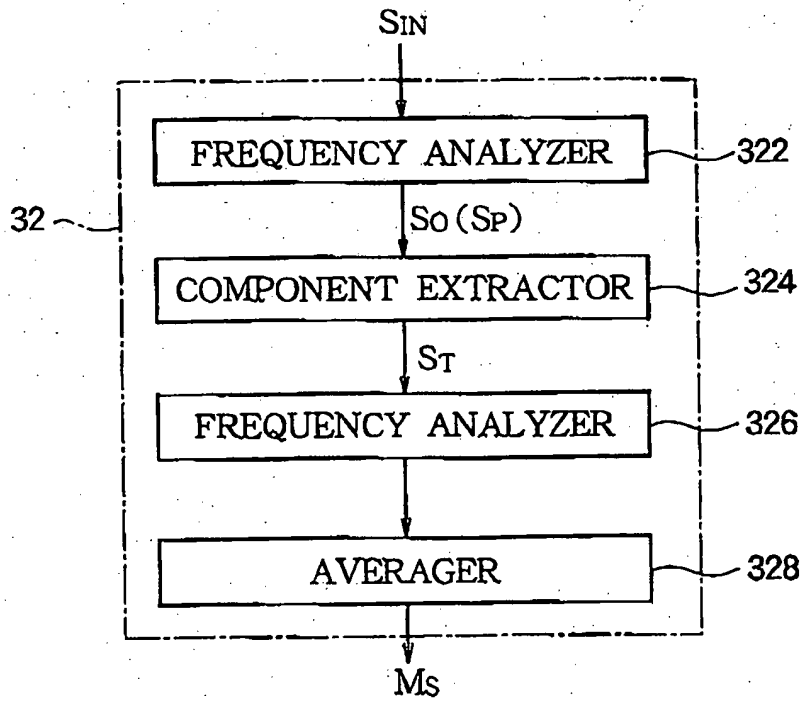 SIN
FREQUENCY ANALYZER
322
32
SO (SP)
COMPONENT EXTRACTOR
324
ST
FREQUENCY ANALYZER
326
AVERAGER
328
MS